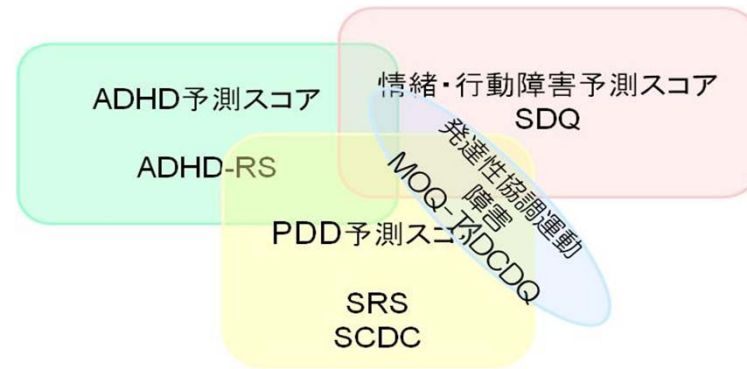 ADHD予測スコア
ADHD-RS
情緒・行動障害予測スコア
SDQ
発達性協調運動
障害
MOQ-T/DCDQ
PDD予測スコア
SRS
SCDC